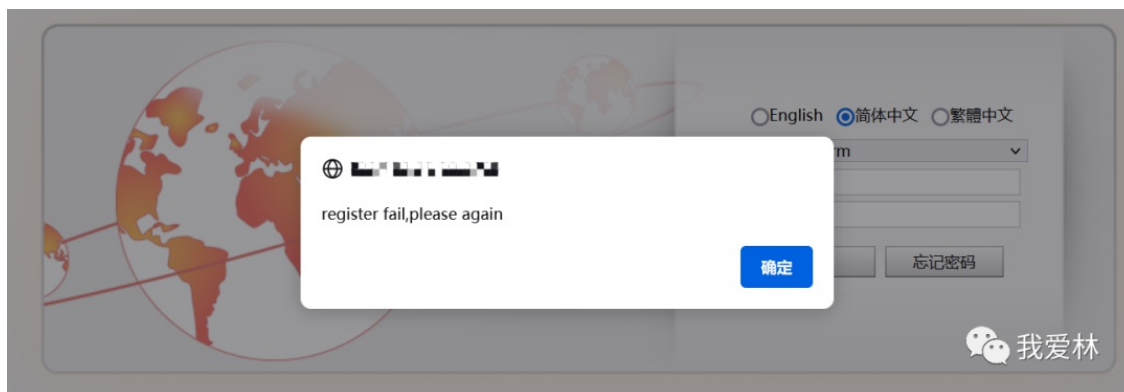 English 简体中文 繁體中文
rm
register fail,please again
确定
忘记密码
我爱林